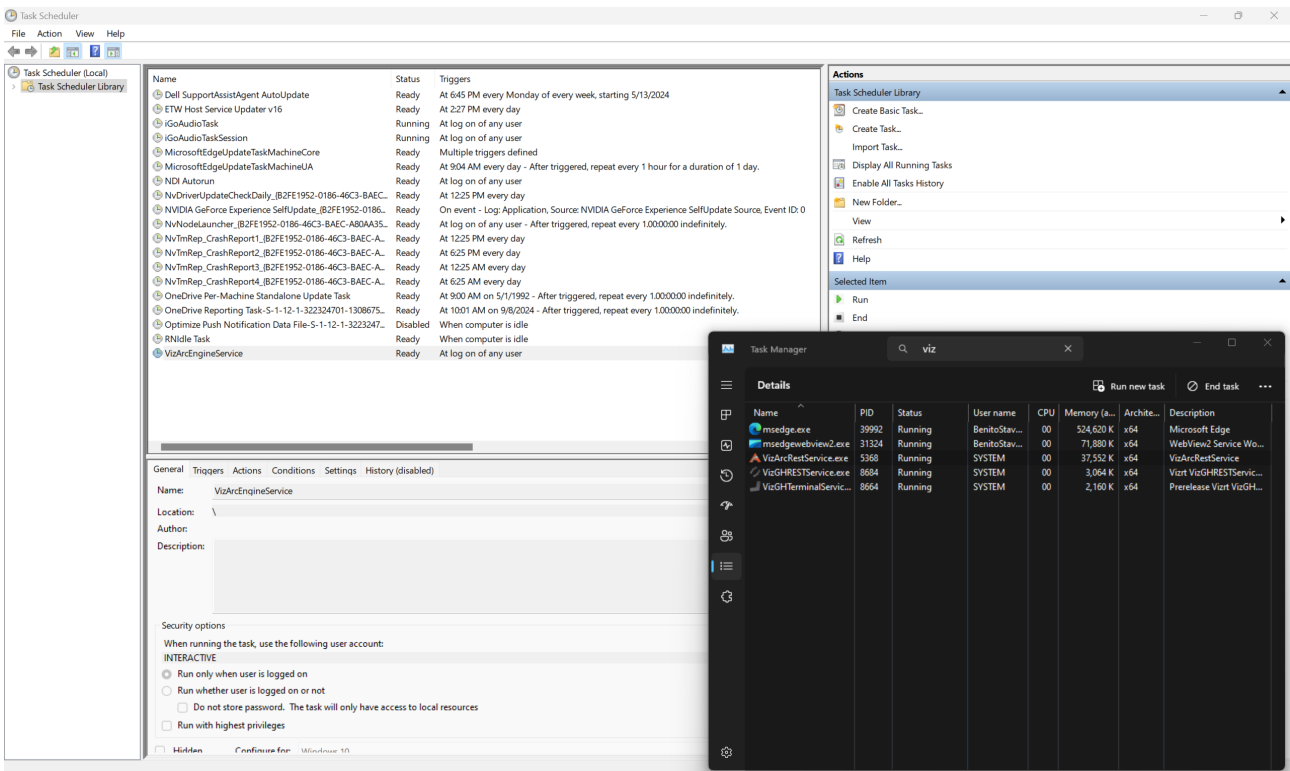 Task Scheduler
File Action View Help
Task Scheduler (Local)
Task Scheduler Library
Name Status Triggers
Dell SupportAssistAgent AutoUpdate Ready At 6:45 PM every Monday of every week, starting 5/13/2024
ETW Host Service Updater v16 Ready At 2:27 PM every day
iGoAudioTask Running At log on of any user
iGoAudioTaskSession Running At log on of any user
MicrosoftEdgeUpdateTaskMachineCore Ready Multiple triggers defined
MicrosoftEdgeUpdateTaskMachineUA Ready At 9:04 AM every day - After triggered, repeat every 1 hour for a duration of 1 day.
NDI Autorun Ready At log on of any user
NvDriverUpdateCheckDaily_{B2FE1952-0186-46C3-BAEC... Ready At 12:25 PM every day
NVIDIA GeForce Experience SelfUpdate_{B2FE1952-0186... Ready On event - Log: Application, Source: NVIDIA GeForce Experience SelfUpdate Source, Event ID: 0
NvNodeLauncher_{B2FE1952-0186-46C3-BAEC-A80AA35... Ready At log on of any user - After triggered, repeat every 1.00:00:00 indefinitely.
NvTmRep_CrashReport1_{B2FE1952-0186-46C3-BAEC-A... Ready At 12:25 PM every day
NvTmRep_CrashReport2_{B2FE1952-0186-46C3-BAEC-A... Ready At 6:25 PM every day
NvTmRep_CrashReport3_{B2FE1952-0186-46C3-BAEC-A... Ready At 12:25 AM every day
NvTmRep_CrashReport4_{B2FE1952-0186-46C3-BAEC-A... Ready At 6:25 AM every day
OneDrive Per-Machine Standalone Update Task Ready At 9:00 AM on 5/1/1992 - After triggered, repeat every 1.00:00:00 indefinitely.
OneDrive Reporting Task-S-1-12-1-322324701-1308675... Ready At 10:01 AM on 9/8/2024 - After triggered, repeat every 1.00:00:00 indefinitely.
Optimize Push Notification Data File-S-1-12-1-3223247... Disabled When computer is idle
RNIdle Task Ready When computer is idle
VizArcEngineService Ready At log on of any user
General Triggers Actions Conditions Settings History (disabled)
Name: VizArcEngineService
Location: \
Author:
Description:
Security options
When running the task, use the following user account:
INTERACTIVE
Run only when user is logged on
Run whether user is logged on or not
Do not store password. The task will only have access to local resources
Run with highest privileges
Hidden Configure for: Windows 10
Actions
Task Scheduler Library
Create Basic Task...
Create Task...
Import Task...
Display All Running Tasks
Enable All Tasks History
New Folder...
View
Refresh
Help
Selected Item
Run
End
Task Manager viz
Details Run new task End task
Name PID Status User name CPU Memory (a... Archite... Description
msedge.exe 39992 Running BenitoStav... 00 524,620 K x64 Microsoft Edge
msedgewebview2.exe 31324 Running BenitoStav... 00 71,880 K x64 WebView2 Service Wo...
VizArcRestService.exe 5368 Running SYSTEM 00 37,552 K x64 VizArcRestService
VizGHRESTService.exe 8684 Running SYSTEM 00 3,064 K x64 Vizrt VizGHRESTServic...
VizGHTerminalServic... 8664 Running SYSTEM 00 2,160 K x64 Prerelease Vizrt VizGH...